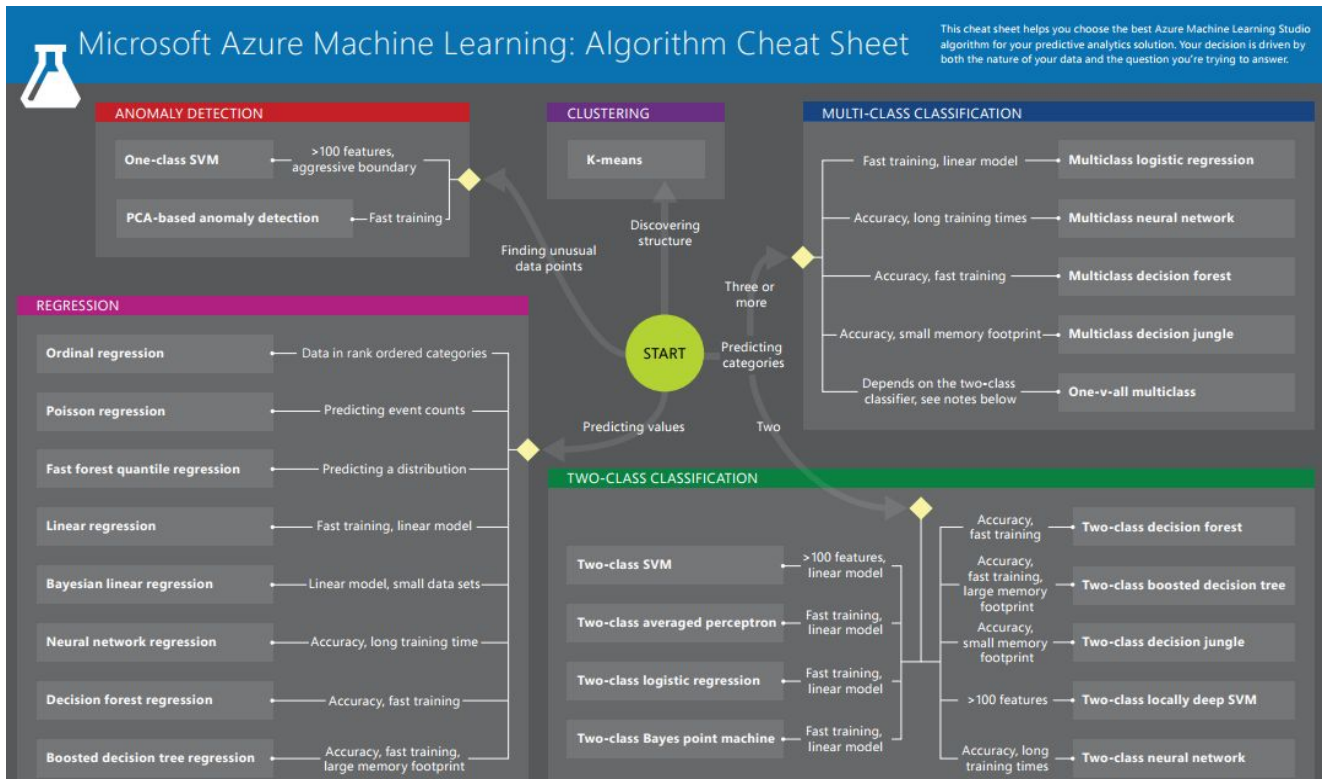 Microsoft Azure Machine Learning: Algorithm Cheat Sheet
This cheat sheet helps you choose the best Azure Machine Learning Studio
algorithm for your predictive analytics solution. Your decision is driven by
both the nature of your data and the question you're trying to answer.
ANOMALY DETECTION
One-class SVM
>100 features,
aggressive boundary
PCA-based anomaly detection
Fast training
CLUSTERING
K-means
MULTI-CLASS CLASSIFICATION
Fast training, linear model
Multiclass logistic regression
Accuracy, long training times
Multiclass neural network
Accuracy, fast training
Multiclass decision forest
Accuracy, small memory footprint
Multiclass decision jungle
Depends on the two-class
classifier, see notes below
One-v-all multiclass
Finding unusual
data points
Discovering
structure
Three or
more
START
Predicting
categories
Predicting values
Two
REGRESSION
Ordinal regression
Data in rank ordered categories
Poisson regression
Predicting event counts
Fast forest quantile regression
Predicting a distribution
Linear regression
Fast training, linear model
Bayesian linear regression
Linear model, small data sets
Neural network regression
Accuracy, long training time
Decision forest regression
Accuracy, fast training
Boosted decision tree regression
Accuracy, fast training,
large memory footprint
TWO-CLASS CLASSIFICATION
Two-class SVM
>100 features,
linear model
Two-class averaged perceptron
Fast training,
linear model
Two-class logistic regression
Fast training,
linear model
Two-class Bayes point machine
Fast training,
linear model
Accuracy,
fast training
Two-class decision forest
Accuracy,
fast training,
large memory
footprint
Two-class boosted decision tree
Accuracy,
small memory
footprint
Two-class decision jungle
>100 features
Two-class locally deep SVM
Accuracy, long
training times
Two-class neural network